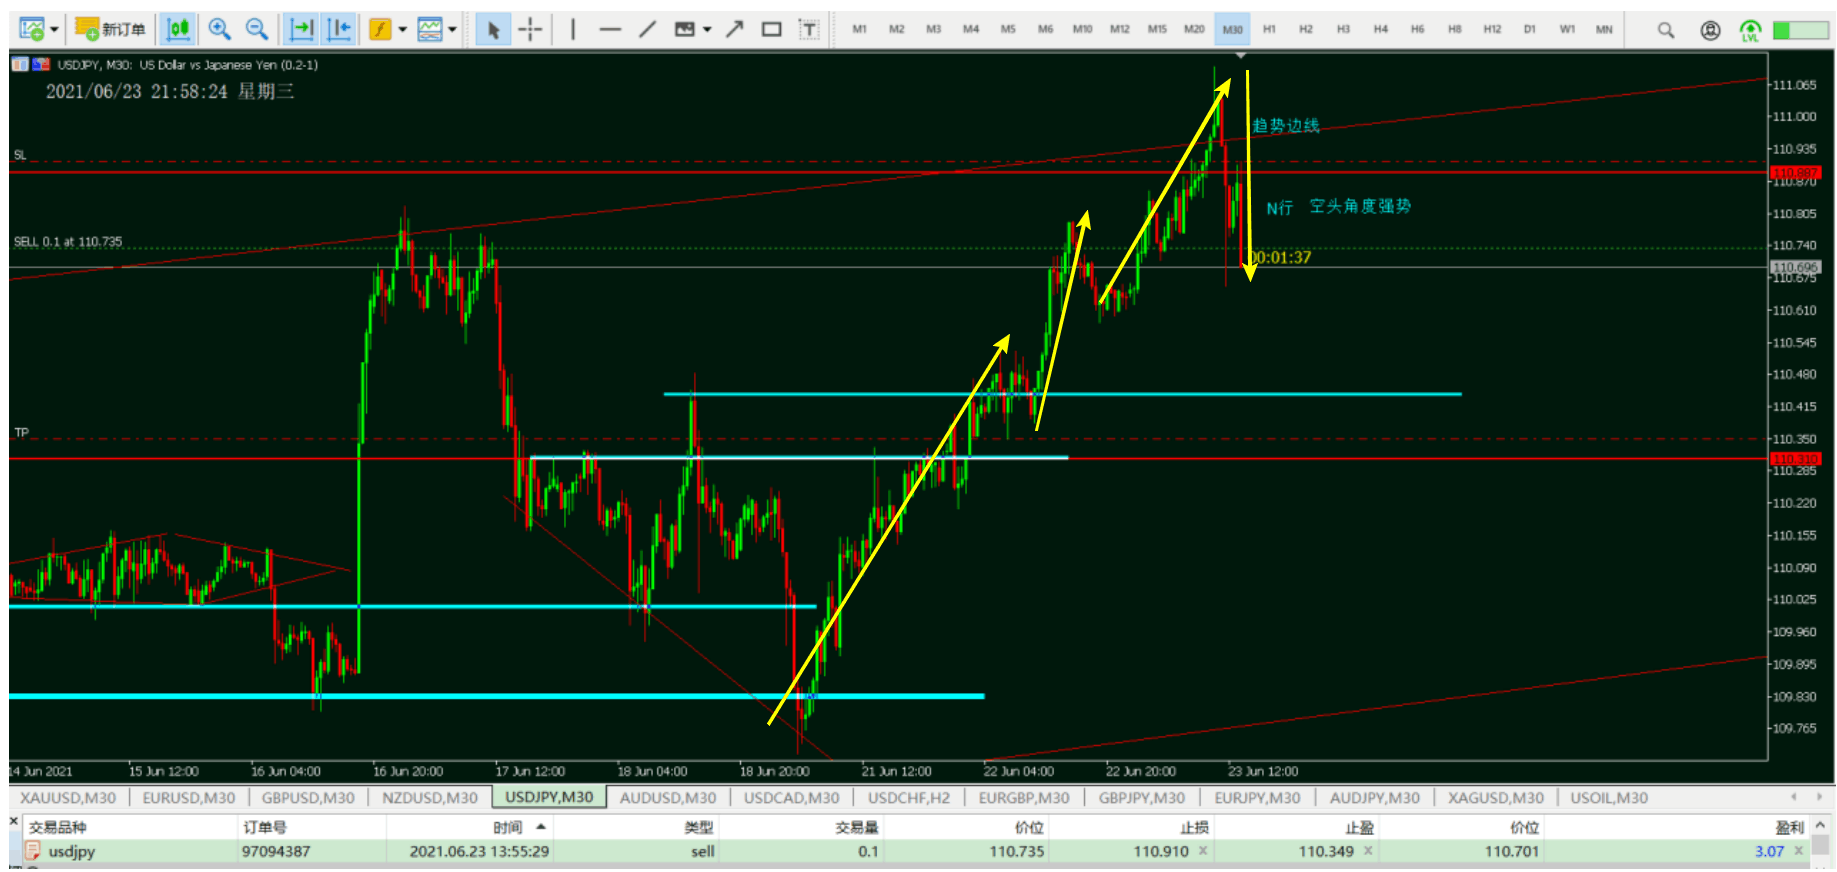 新订单 M1 M2 M3 M4 M5 M6 M10 M12 M15 M20 M30 H1 H2 H3 H4 H6 H8 H12 D1 W1 MN LVL
USDJPY, M30: US Dollar vs Japanese Yen (0.2-1)
2021/06/23 21:58:24 星期三
111.065
111.000
趋势边线
110.935
SL
110.887
110.870
N行 空头角度强势
110.805
SELL 0.1 at 110.735
110.740
00:01:37
110.696
110.675
110.610
110.545
110.480
110.415
TP
110.350
110.310
110.285
110.220
110.155
110.090
110.025
109.960
109.895
109.830
109.765
14 Jun 2021 15 Jun 12:00 16 Jun 04:00 16 Jun 20:00 17 Jun 12:00 18 Jun 04:00 18 Jun 20:00 21 Jun 12:00 22 Jun 04:00 22 Jun 20:00 23 Jun 12:00
XAUUSD,M30 EURUSD,M30 GBPUSD,M30 NZDUSD,M30 USDJPY,M30 AUDUSD,M30 USDCAD,M30 USDCHF,H2 EURGBP,M30 GBPJPY,M30 EURJPY,M30 AUDJPY,M30 XAGUSD,M30 USOIL,M30
交易品种 订单号 时间 类型 交易量 价位 止损 止盈 价位 盈利
usdjpy 97094387 2021.06.23 13:55:29 sell 0.1 110.735 110.910 110.349 110.701 3.07